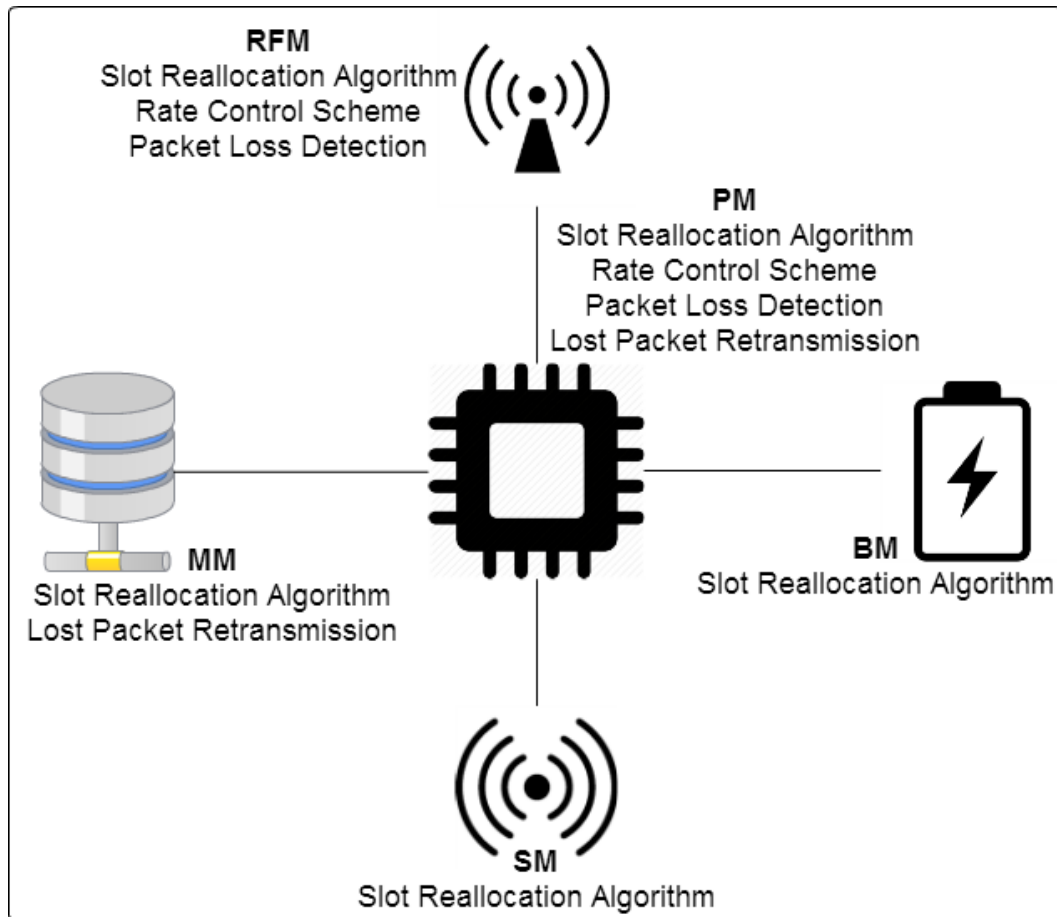 RFM
Slot Reallocation Algorithm
Rate Control Scheme
Packet Loss Detection
PM
Slot Reallocation Algorithm
Rate Control Scheme
Packet Loss Detection
Lost Packet Retransmission
MM
Slot Reallocation Algorithm
Lost Packet Retransmission
BM
Slot Reallocation Algorithm
SM
Slot Reallocation Algorithm